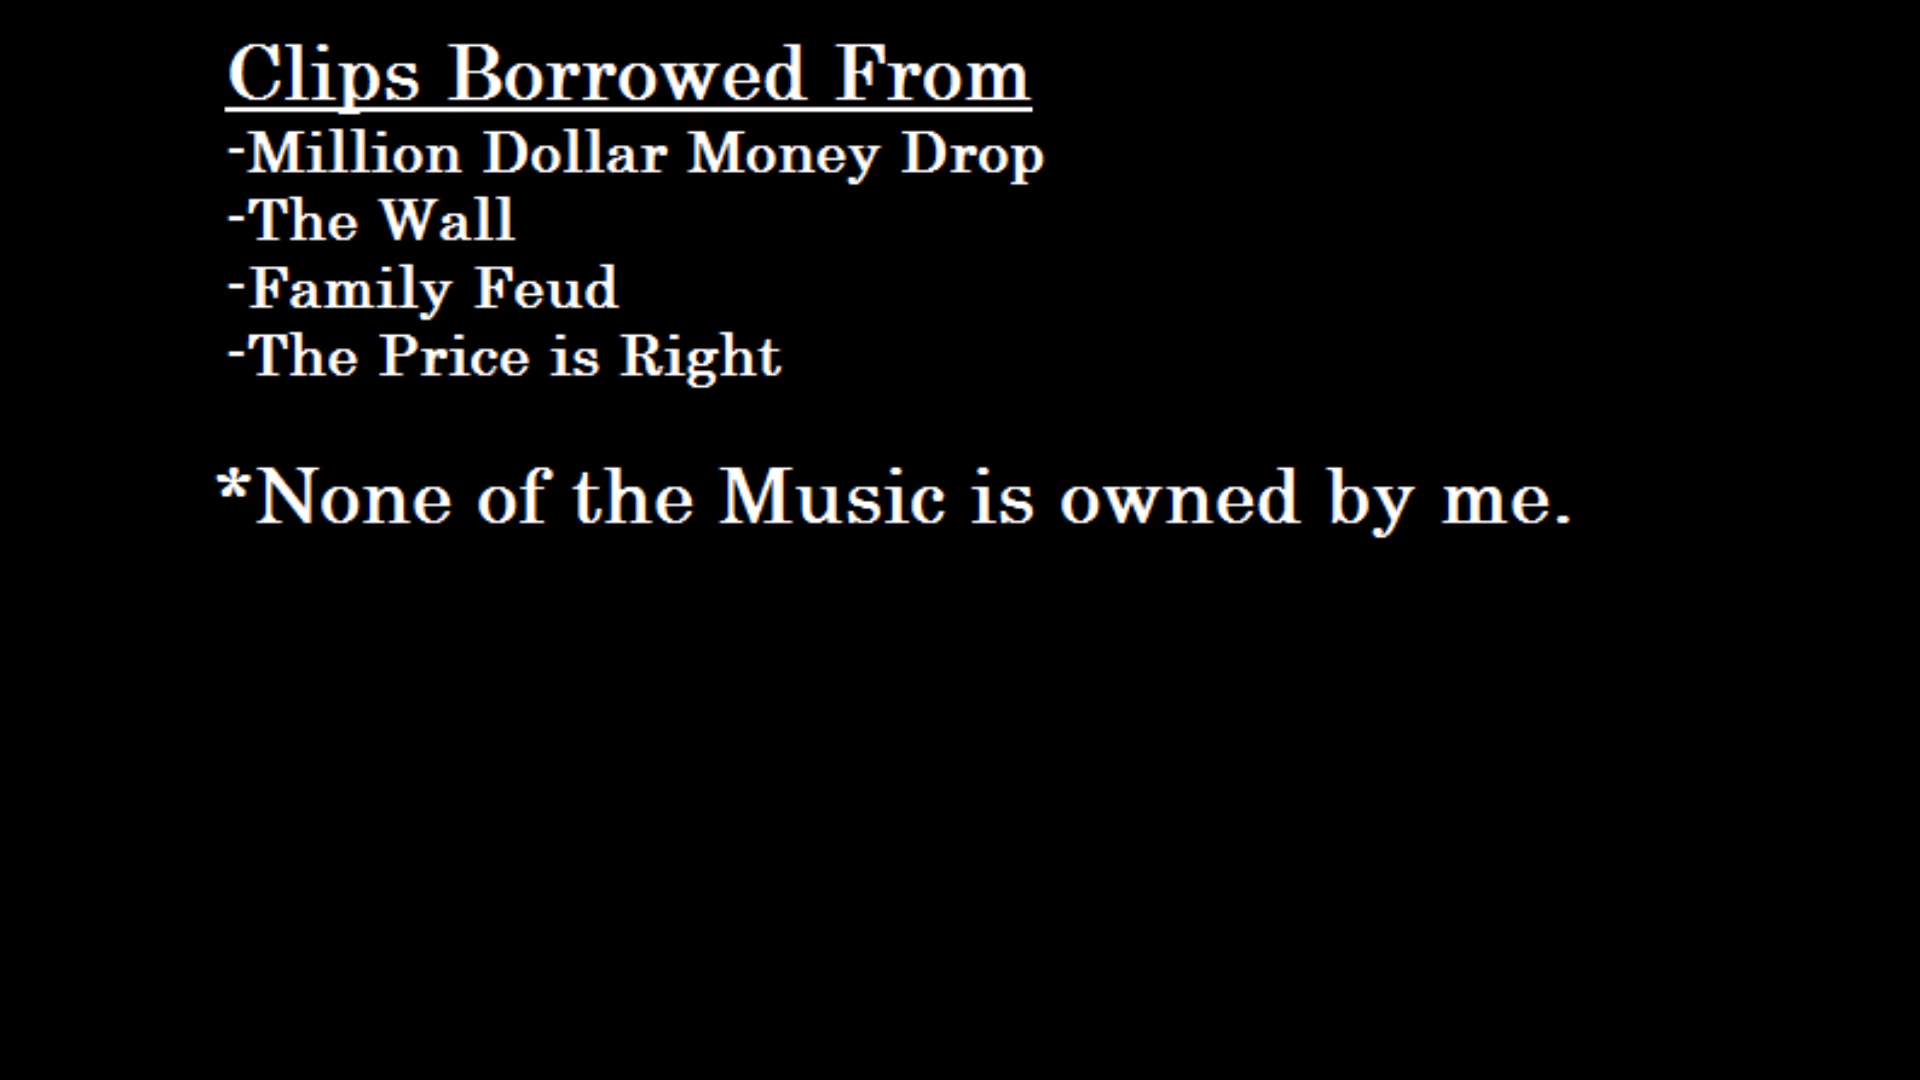 Clips Borrowed From
-Million Dollar Money Drop
-The Wall
-Family Feud
-The Price is Right
*None of the Music is owned by me.